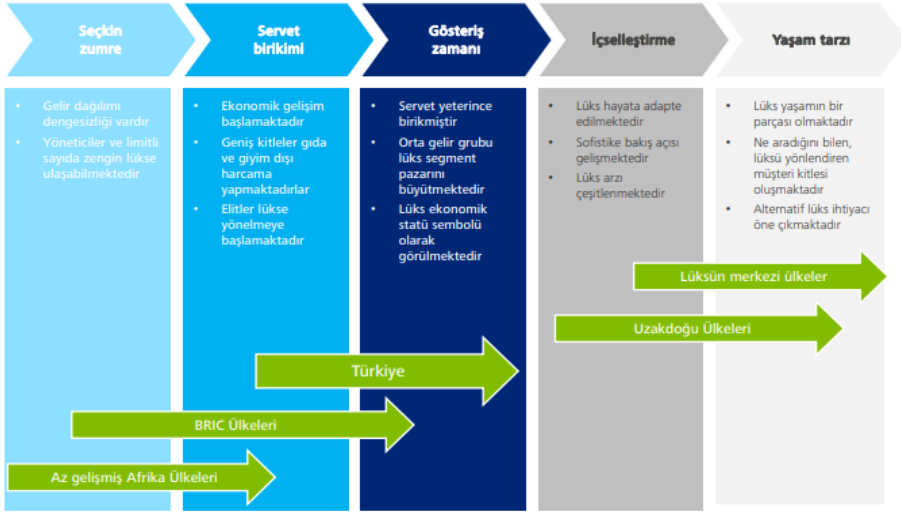 Seçkin
zumre
Servet
birikimi
Gösteriş
zamanı
İçselleştirme
Yaşam tarzı
• Gelir dağılımı
dengesizliği vardır
• Yöneticiler ve limitli
sayıda zengin lükse
ulaşabilmektedir
• Ekonomik gelişim
başlamaktadır
• Geniş kitleler gıda
ve giyim dışı
harcama
yapmaktadırlar
• Elitler lükse
yönelmeye
başlamaktadır
• Servet yeterince
birikmiştir
• Orta gelir grubu
lüks segment
pazarını
büyütmektedir
• Lüks ekonomik
statü sembolü
olarak
görülmektedir
• Lüks hayata adapte
edilmektedir
• Sofistike bakış açısı
gelişmektedir
• Lüks arzı
çeşitlenmektedir
• Lüks yaşamın bir
parçası olmaktadır
• Ne aradığını bilen,
lüksü yönlendiren
müşteri kitlesi
oluşmaktadır
• Alternatif lüks ihtiyacı
öne çıkmaktadır
Lüksün merkezi ülkeler
Uzakdoğu Ülkeleri
Türkiye
BRIC Ülkeleri
Az gelişmiş Afrika Ülkeleri